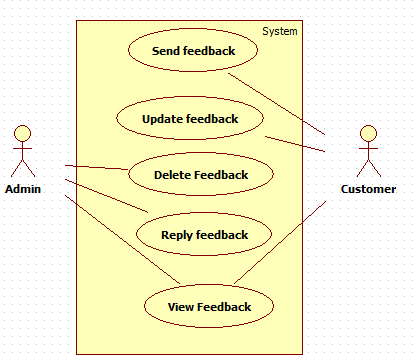 System
Send feedback
Update feedback
Delete Feedback
Admin
Customer
Reply feedback
View Feedback